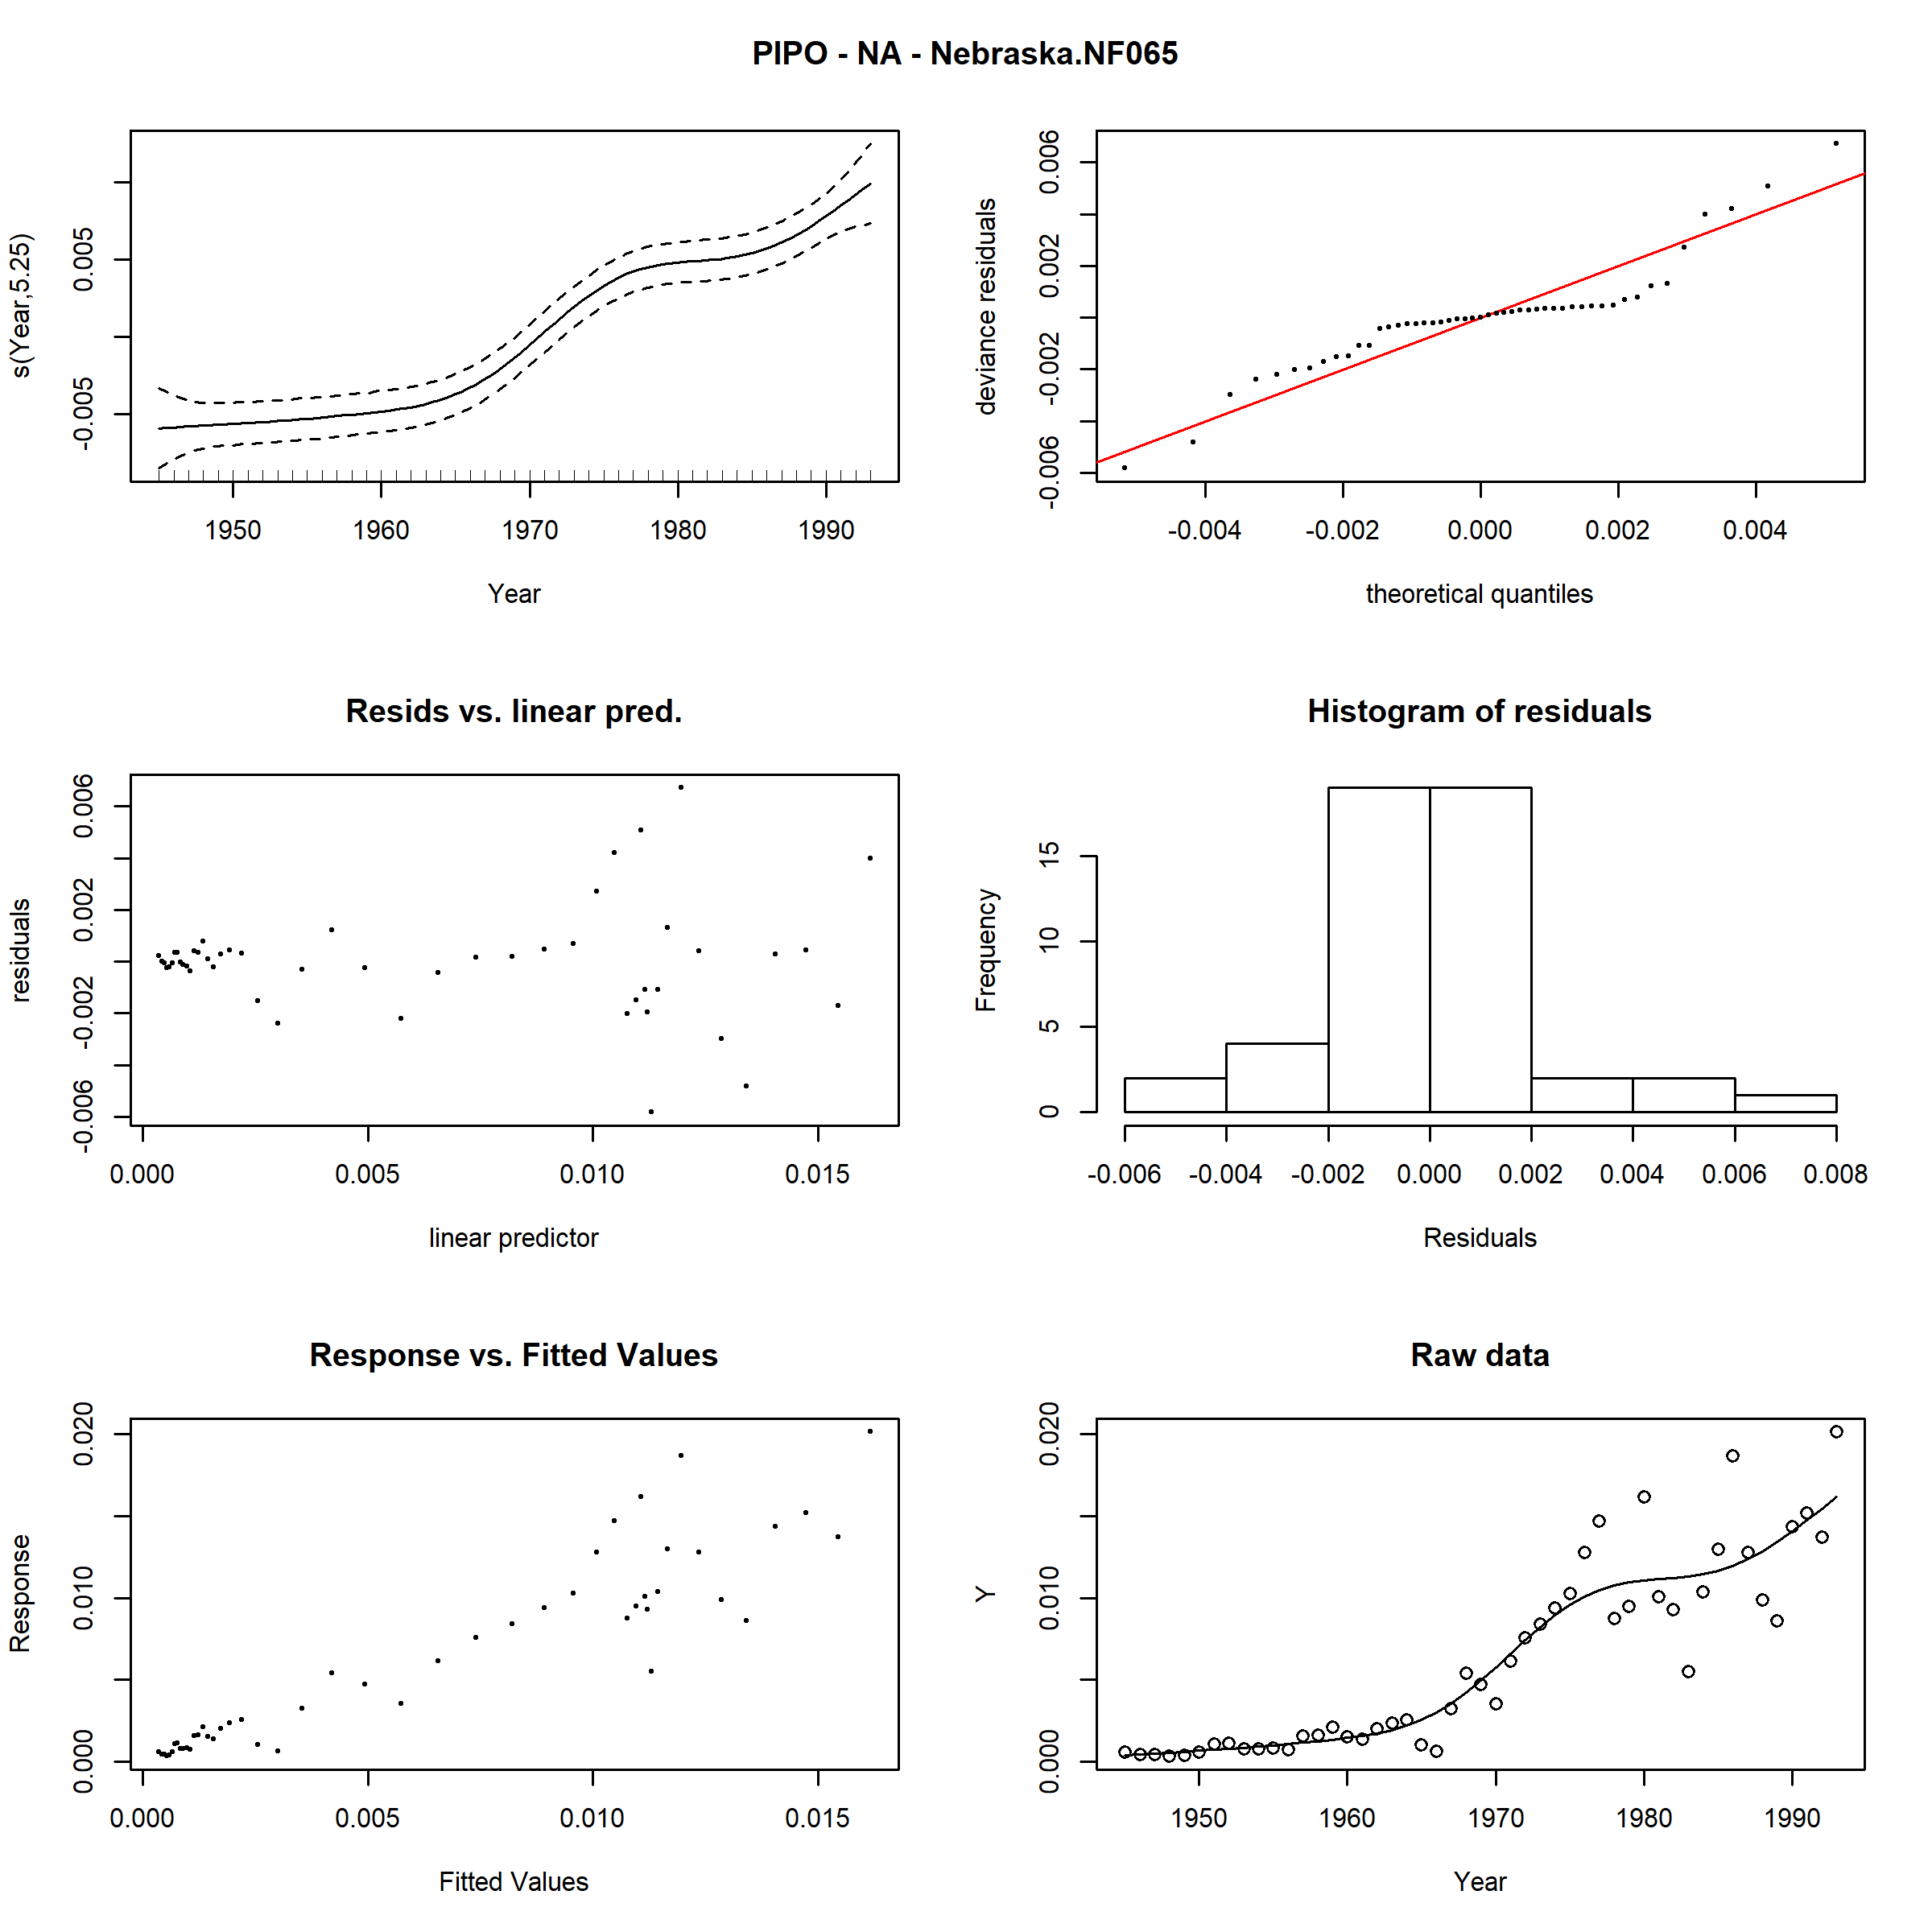 PIPO - NA - Nebraska.NF065
s(Year,5.25)
-0.005 0.005
1950 1960 1970 1980 1990
Year
deviance residuals
-0.006 -0.002 0.002 0.006
-0.004 -0.002 0.000 0.002 0.004
theoretical quantiles
Resids vs. linear pred.
residuals
-0.006 -0.002 0.002 0.006
0.000 0.005 0.010 0.015
linear predictor
Histogram of residuals
Frequency
0 5 10 15
-0.006 -0.004 -0.002 0.000 0.002 0.004 0.006 0.008
Residuals
Response vs. Fitted Values
Response
0.000 0.010 0.020
0.000 0.005 0.010 0.015
Fitted Values
Raw data
Y
0.000 0.010 0.020
1950 1960 1970 1980 1990
Year